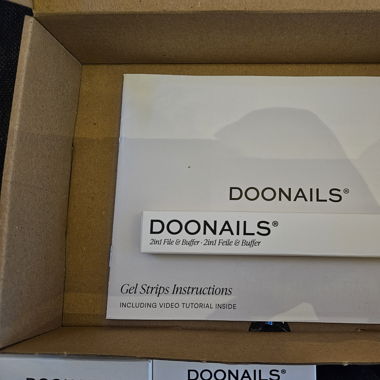 DOONAILS®
DOONAILS®
2in1 File & Buffer · 2in1 Feile & Buffer
Gel Strips Instructions
INCLUDING VIDEO TUTORIAL INSIDE
DOONAILS®